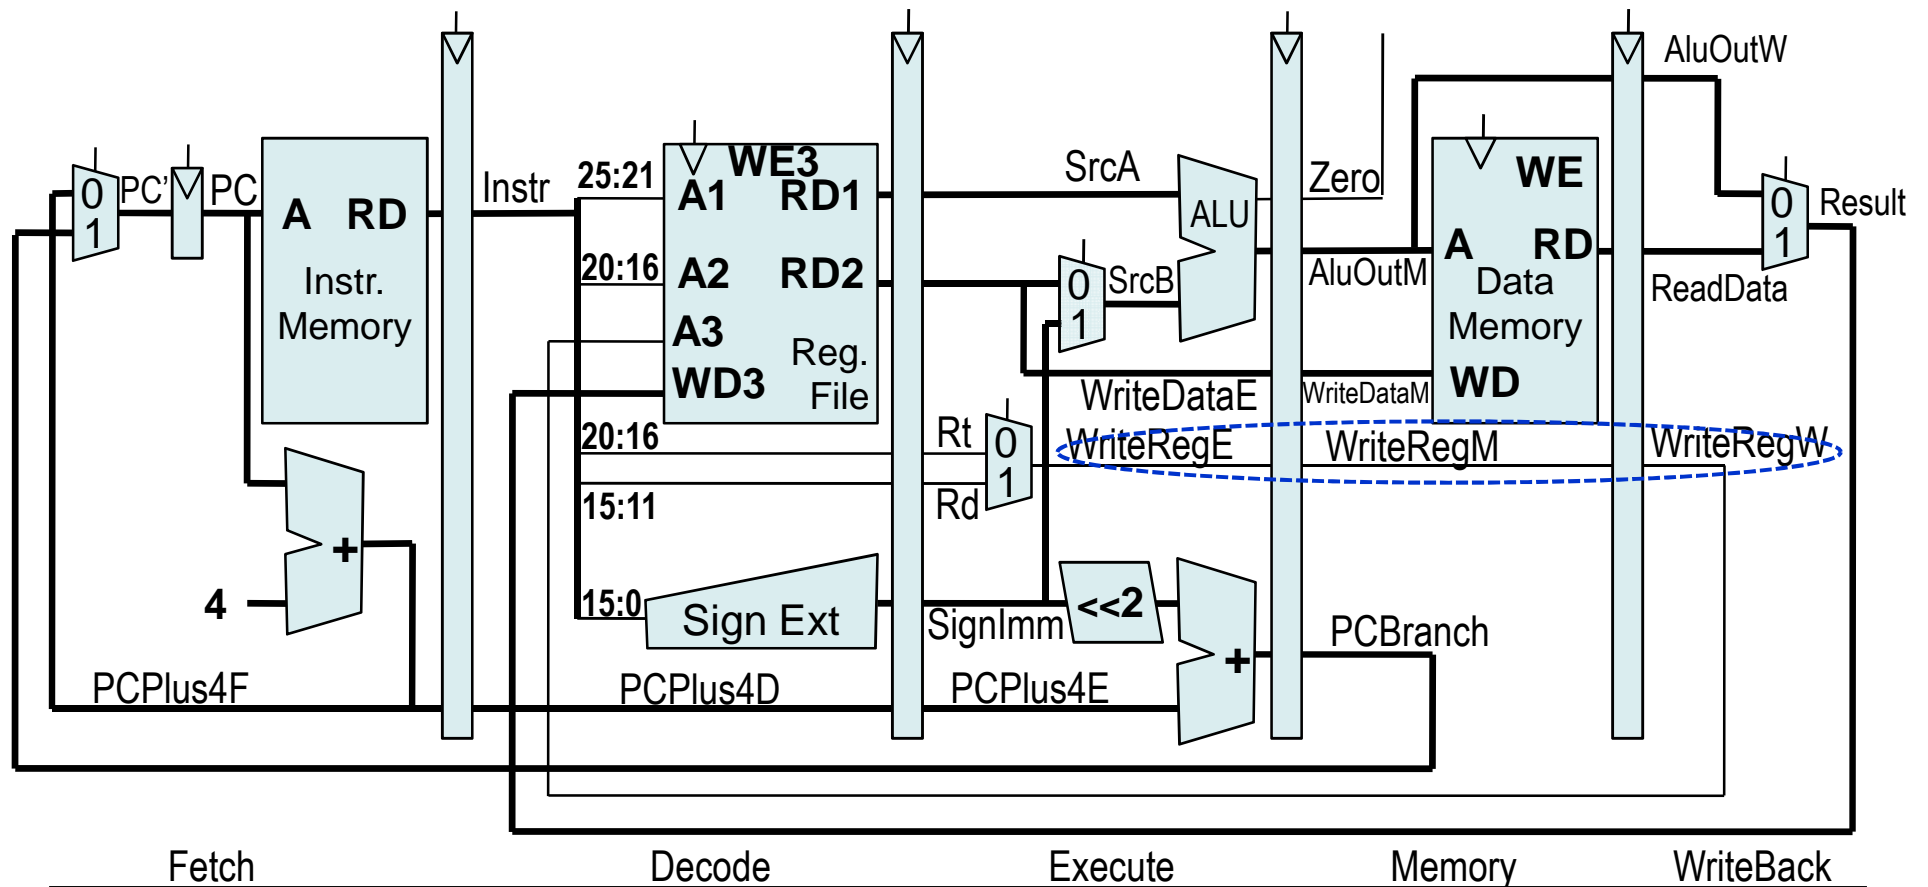 AluOutW
0
1
PC'
PC
A RD
Instr.
Memory
Instr
25:21
20:16
WE3
A1 RD1
A2 RD2
A3
WD3
Reg.
File
SrcA
0
1
SrcB
ALU
Zero
AluOutM
WE
A RD
Data
Memory
WD
ReadData
0
1
Result
WriteDataE
WriteDataM
20:16
15:11
Rt
Rd
0
1
WriteRegE
WriteRegM
WriteRegW
4
+
15:0
Sign Ext
SignImm
<<2
+
PCBranch
PCPlus4F
PCPlus4D
PCPlus4E
Fetch
Decode
Execute
Memory
WriteBack